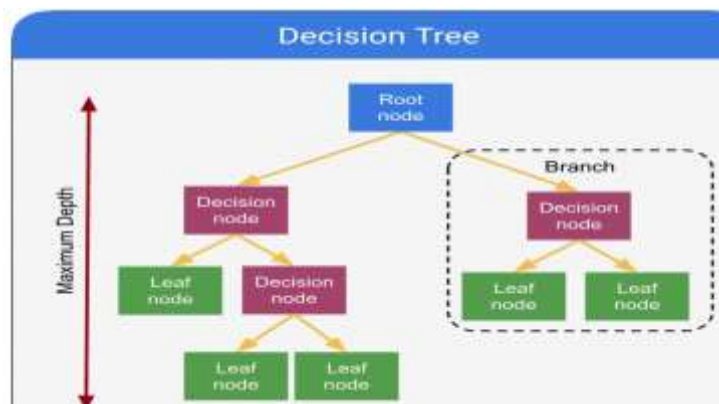 Decision Tree
Root
node
Branch
Maximum Depth
Decision
node
Decision
node
Leaf
node
Decision
node
Leaf
node
Leaf
node
Leaf
node
Leaf
node